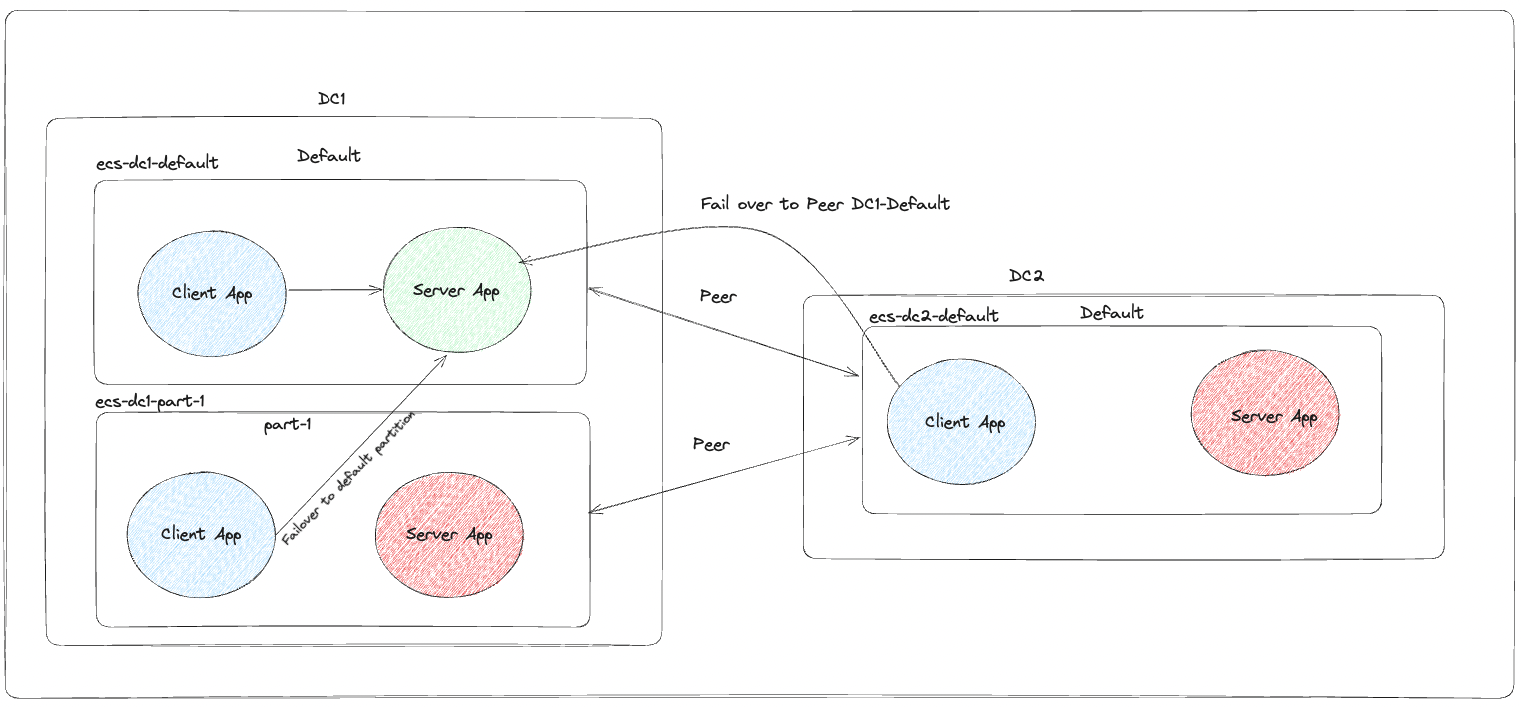 DC1
ecs-dc1-default
Default
Client App
Server App
ecs-dc1-part-1
part-1
Failover to default partition
Client App
Server App
Fail over to Peer DC1-Default
Peer
Peer
DC2
ecs-dc2-default
Default
Client App
Server App